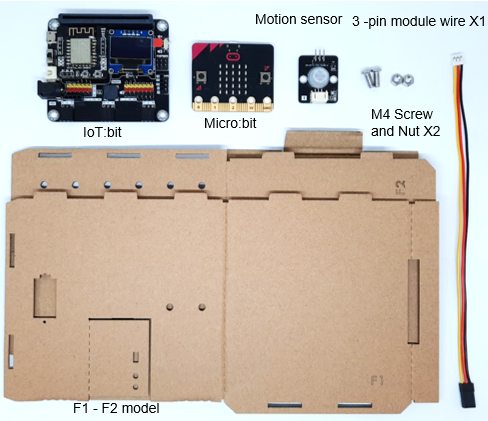 Motion sensor
3 -pin module wire X1
IoT:bit
Micro:bit
M4 Screw
and Nut X2
F2
F1
F1 - F2 model